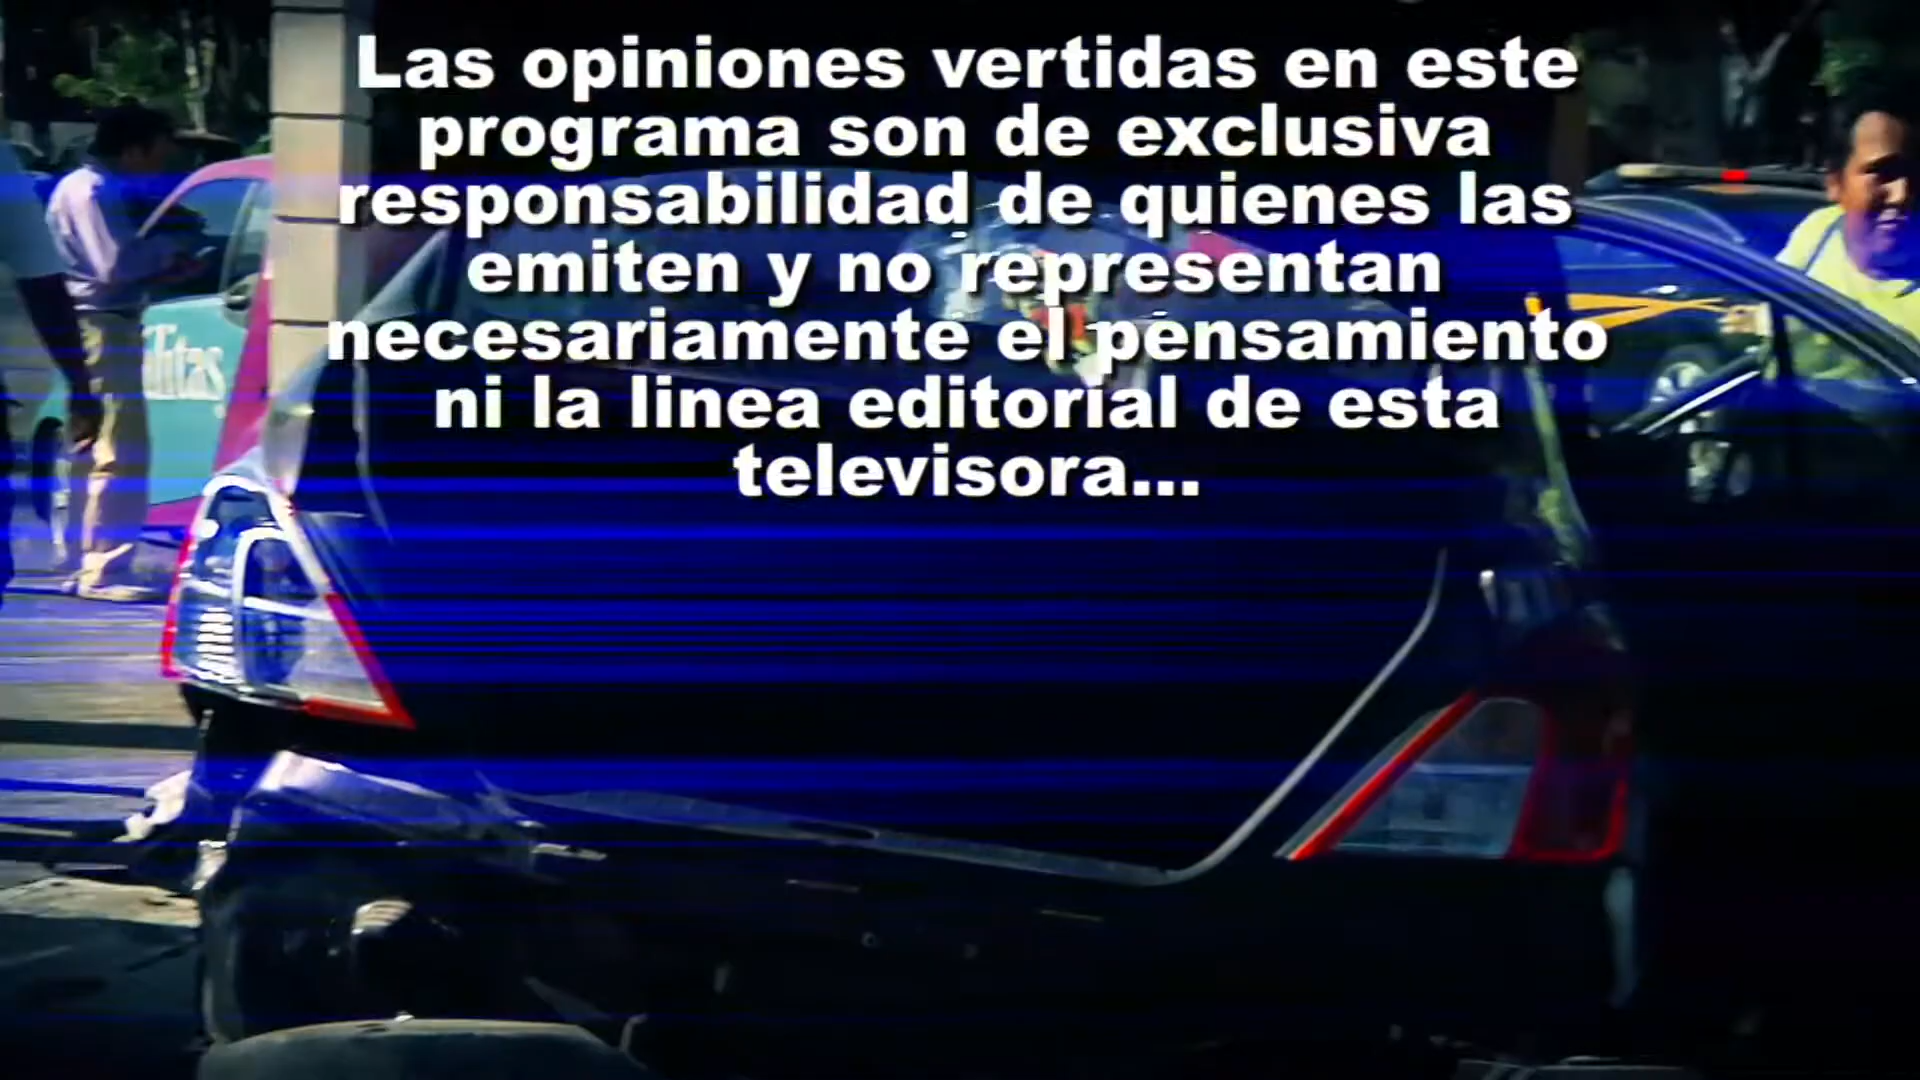 Las opiniones vertidas en este
programa son de exclusiva
responsabilidad de quienes las
emiten y no representan
necesariamente el pensamiento
ni la linea editorial de esta
televisora...